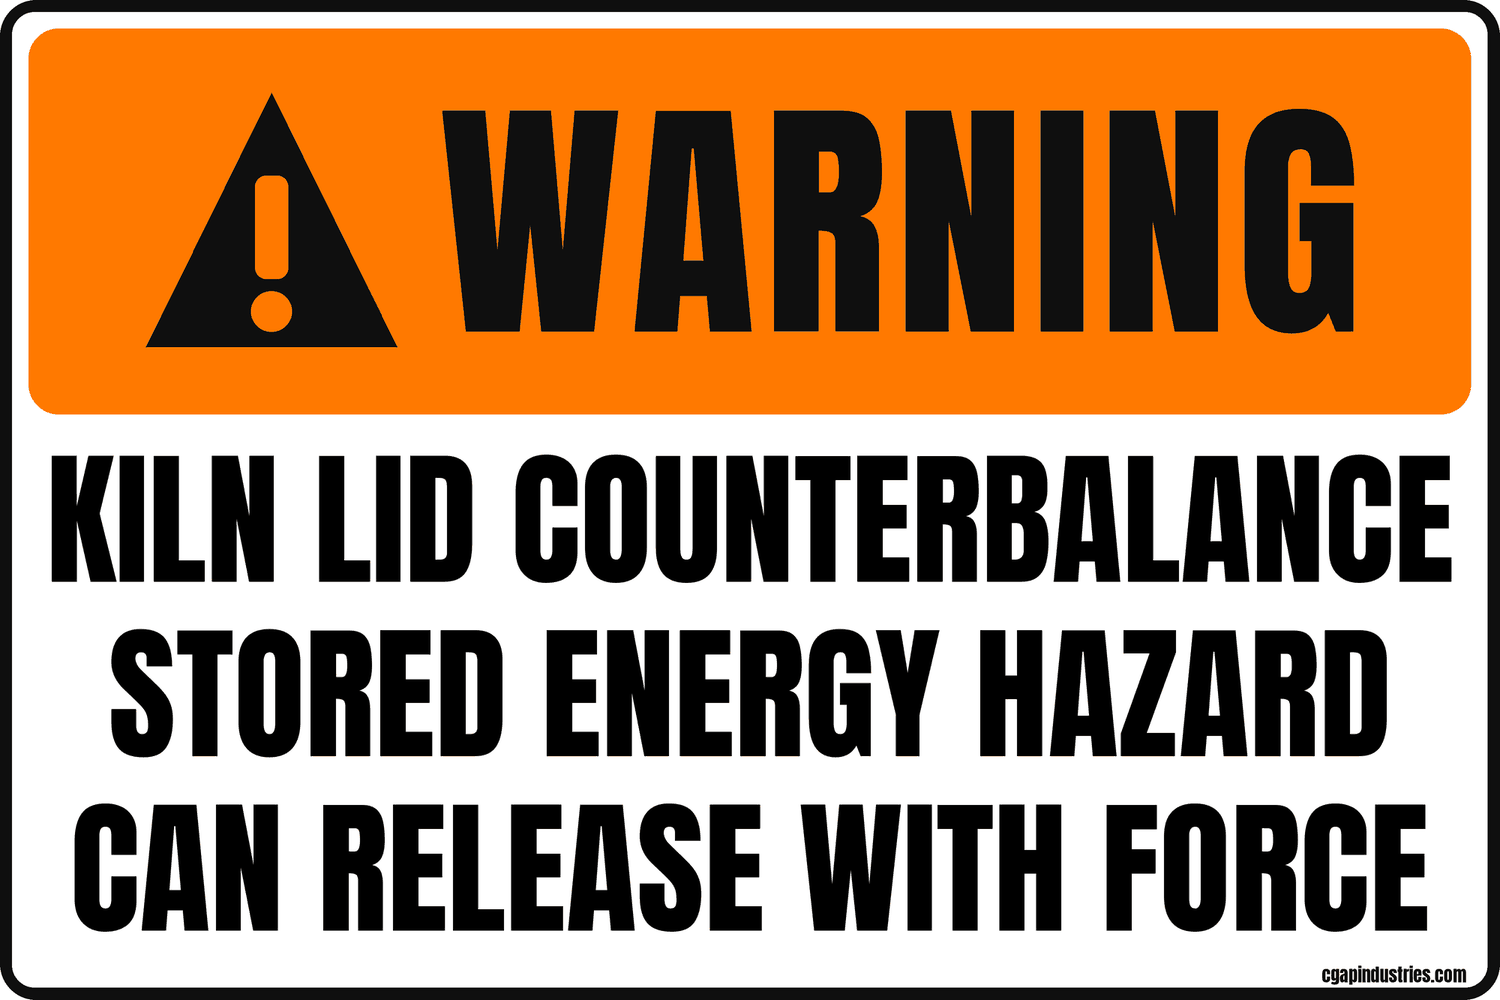 WARNING
KILN LID COUNTERBALANCE
STORED ENERGY HAZARD
CAN RELEASE WITH FORCE
cgapindustries.com